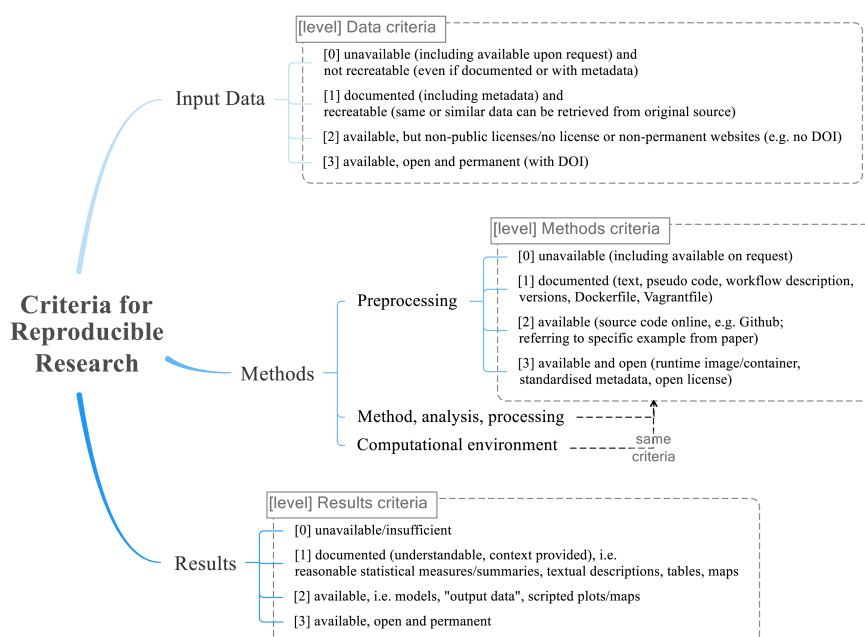 [level] Data criteria
[0] unavailable (including available upon request) and
not recreatable (even if documented or with metadata)
[1] documented (including metadata) and
recreatable (same or similar data can be retrieved from original source)
[2] available, but non-public licenses/no license or non-permanent websites (e.g. no DOI)
[3] available, open and permanent (with DOI)
Input Data
Criteria for
Reproducible
Research
[level] Methods criteria
[0] unavailable (including available on request)
[1] documented (text, pseudo code, workflow description,
versions, Dockerfile, Vagrantfile)
[2] available (source code online, e.g. Github;
referring to specific example from paper)
[3] available and open (runtime image/container,
standardised metadata, open license)
Preprocessing
Methods
Method, analysis, processing
Computational environment
same
criteria
[level] Results criteria
[0] unavailable/insufficient
[1] documented (understandable, context provided), i.e.
reasonable statistical measures/summaries, textual descriptions, tables, maps
[2] available, i.e. models, "output data", scripted plots/maps
[3] available, open and permanent
Results